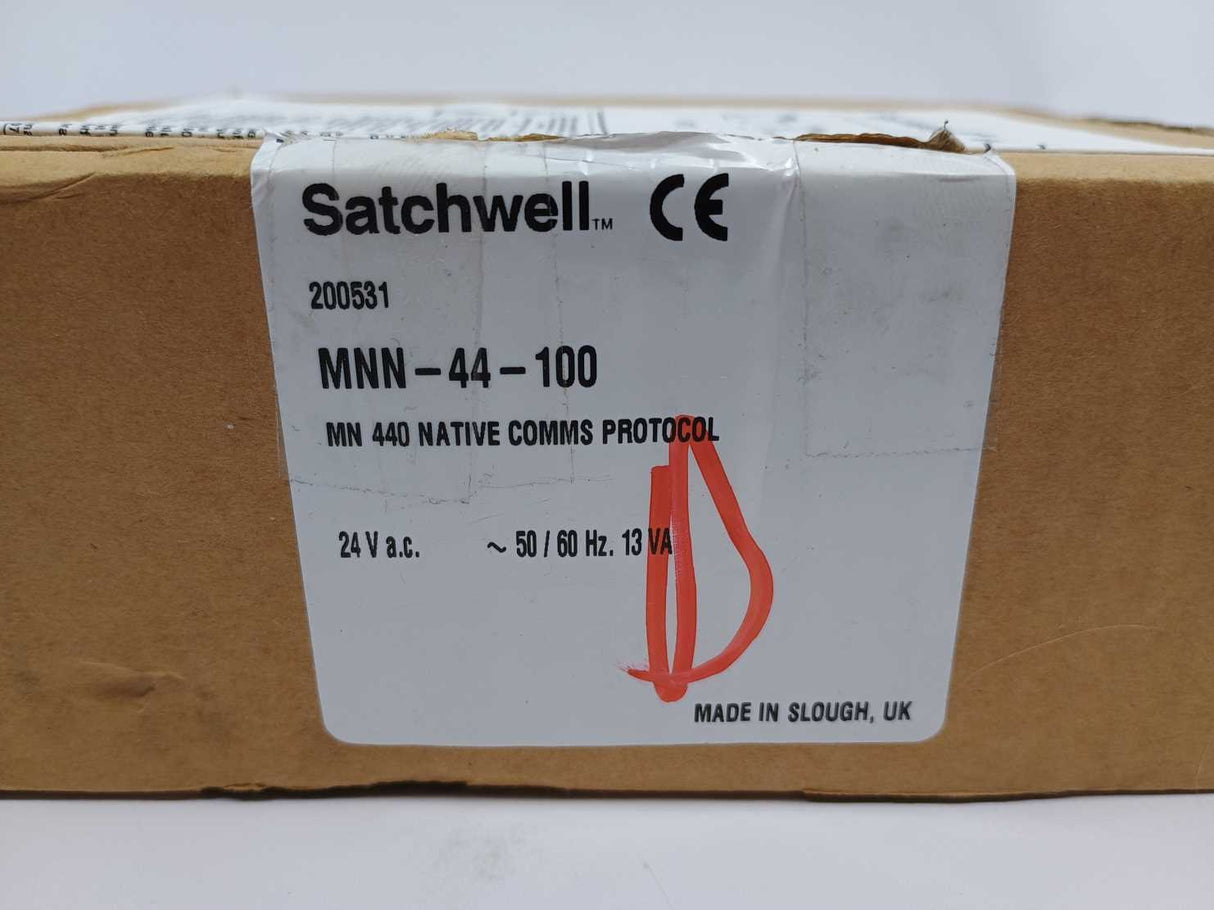 Satchwell™ CE
200531
MNN-44-100
MN 440 NATIVE COMMS PROTOCOL
24 V a.c. ~ 50 / 60 Hz. 13 VA
D
MADE IN SLOUGH, UK